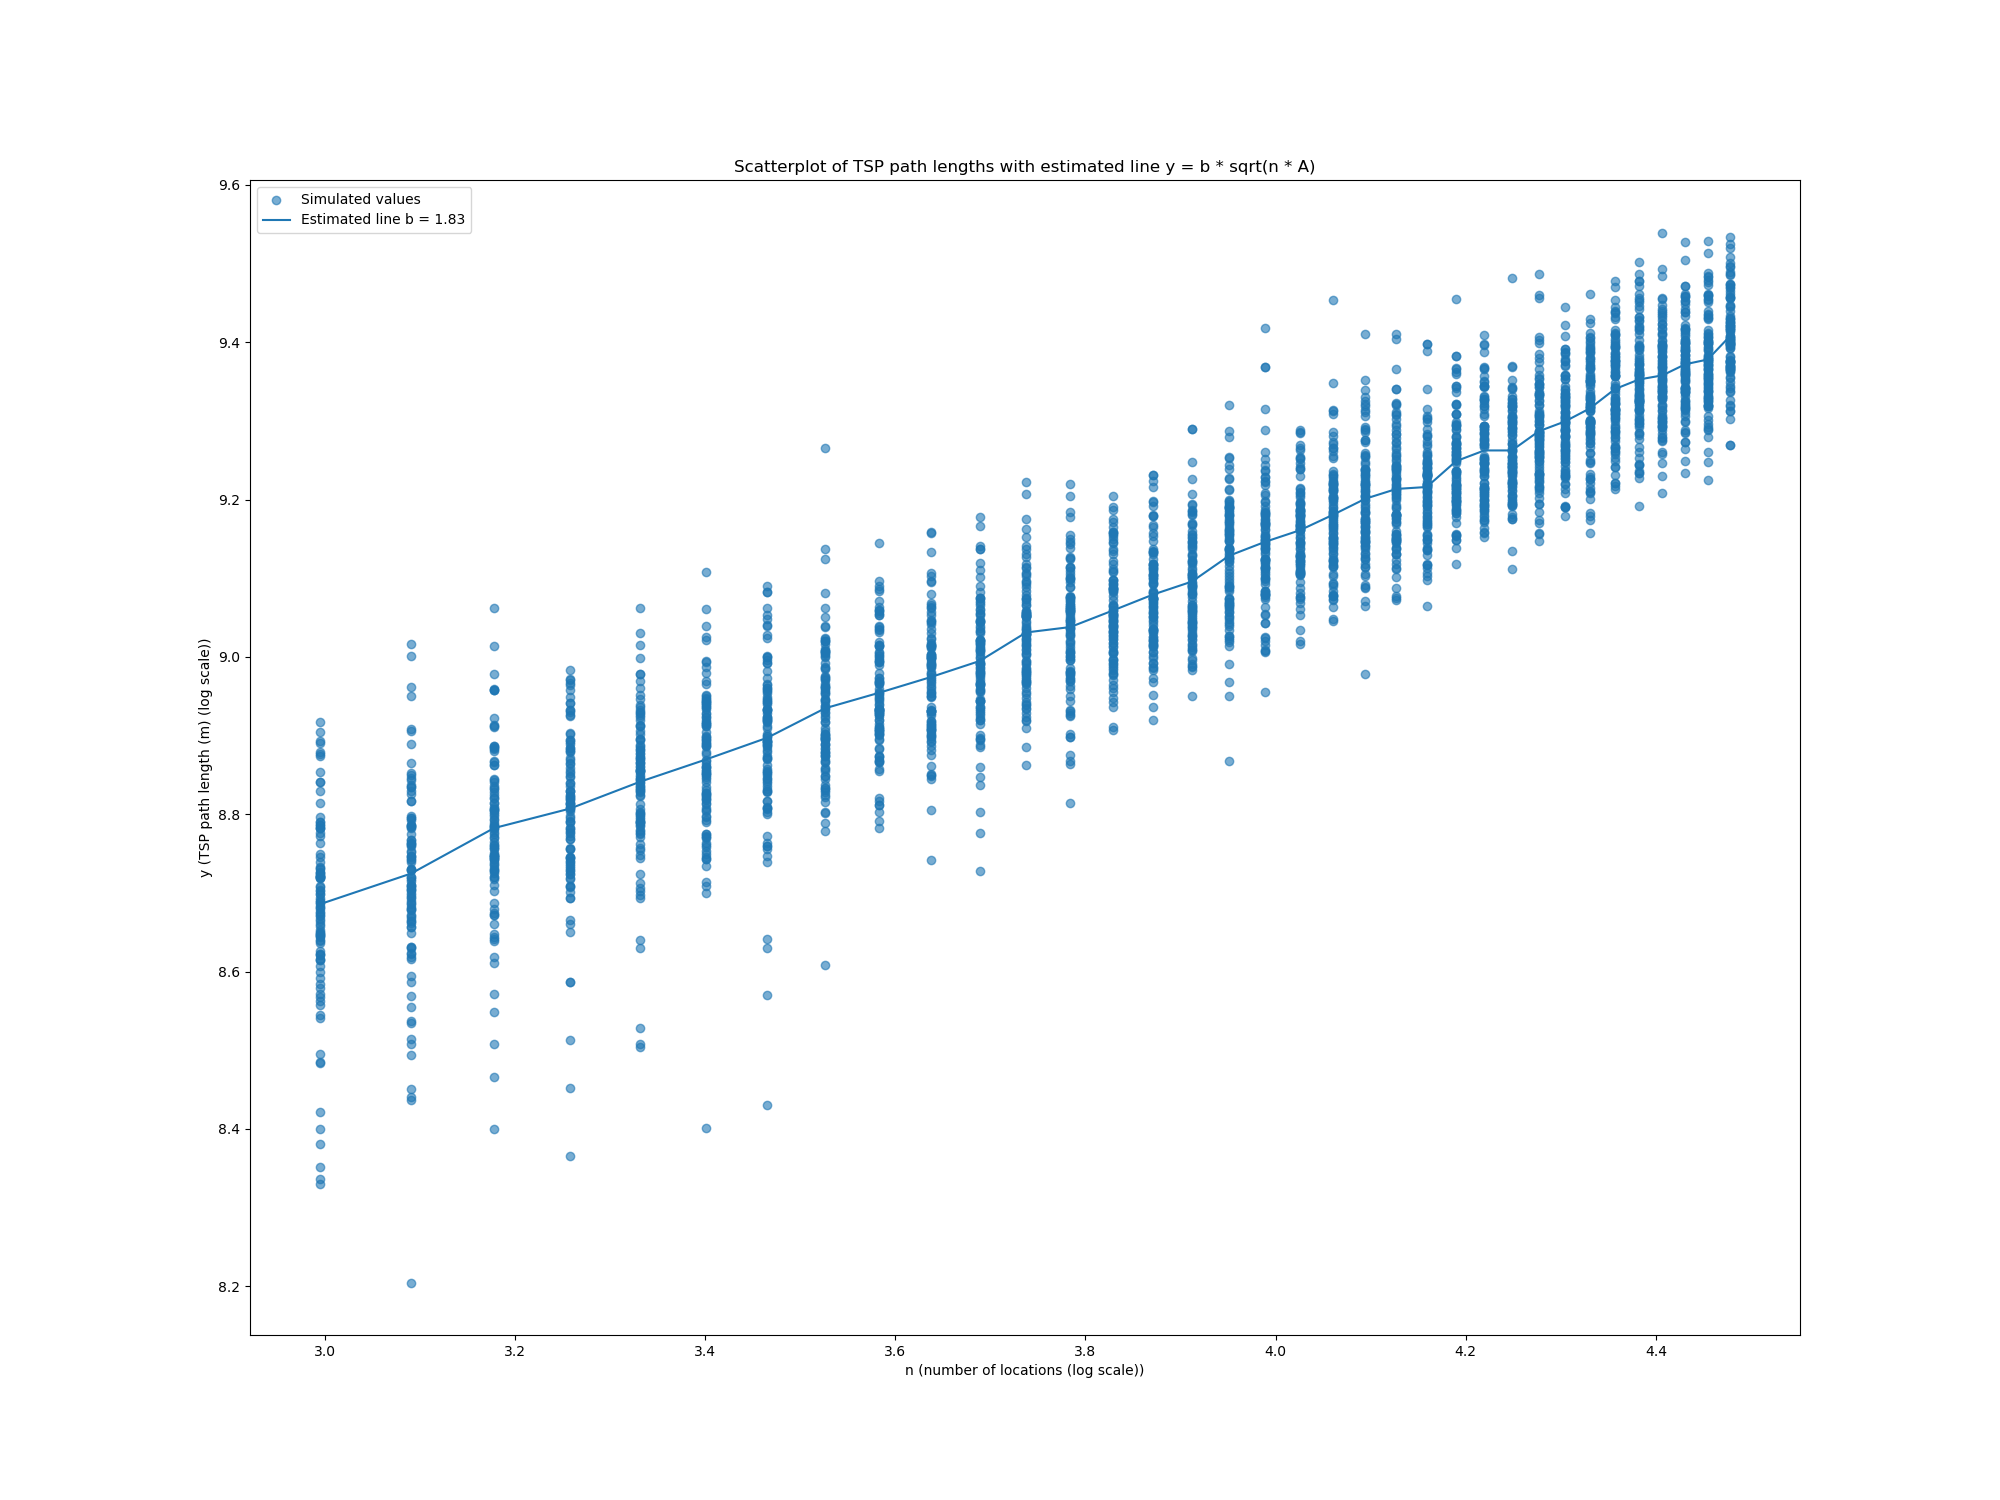 Scatterplot of TSP path lengths with estimated line y = b * sqrt(n * A)
Simulated values
Estimated line b = 1.83
9.6
9.4
9.2
9.0
8.8
8.6
8.4
8.2
y (TSP path length (m) (log scale))
3.0 3.2 3.4 3.6 3.8 4.0 4.2 4.4
n (number of locations (log scale))